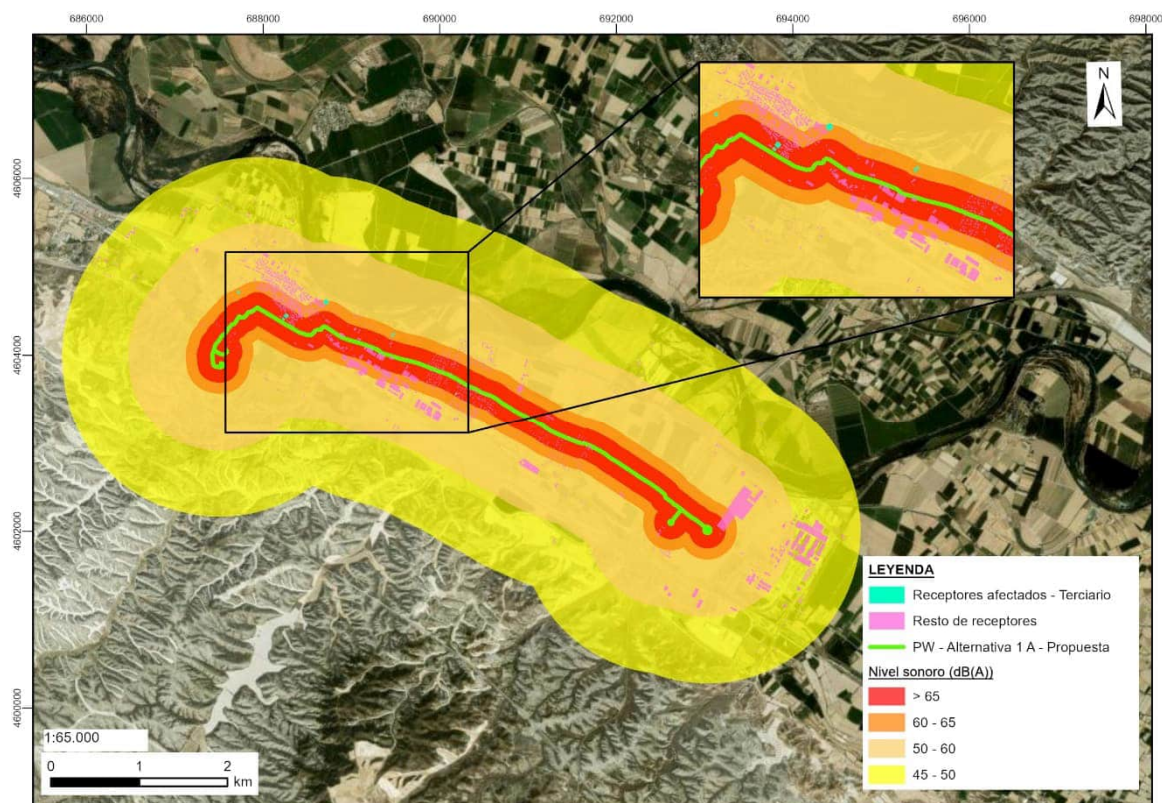 686000 688000 690000 692000 694000 696000 698000
N
4606000
4604000
4602000
4600000
LEYENDA
Receptores afectados - Terciario
Resto de receptores
PW - Alternativa 1 A - Propuesta
Nivel sonoro (dB(A))
> 65
60 - 65
50 - 60
45 - 50
1:65.000
0 1 2
km